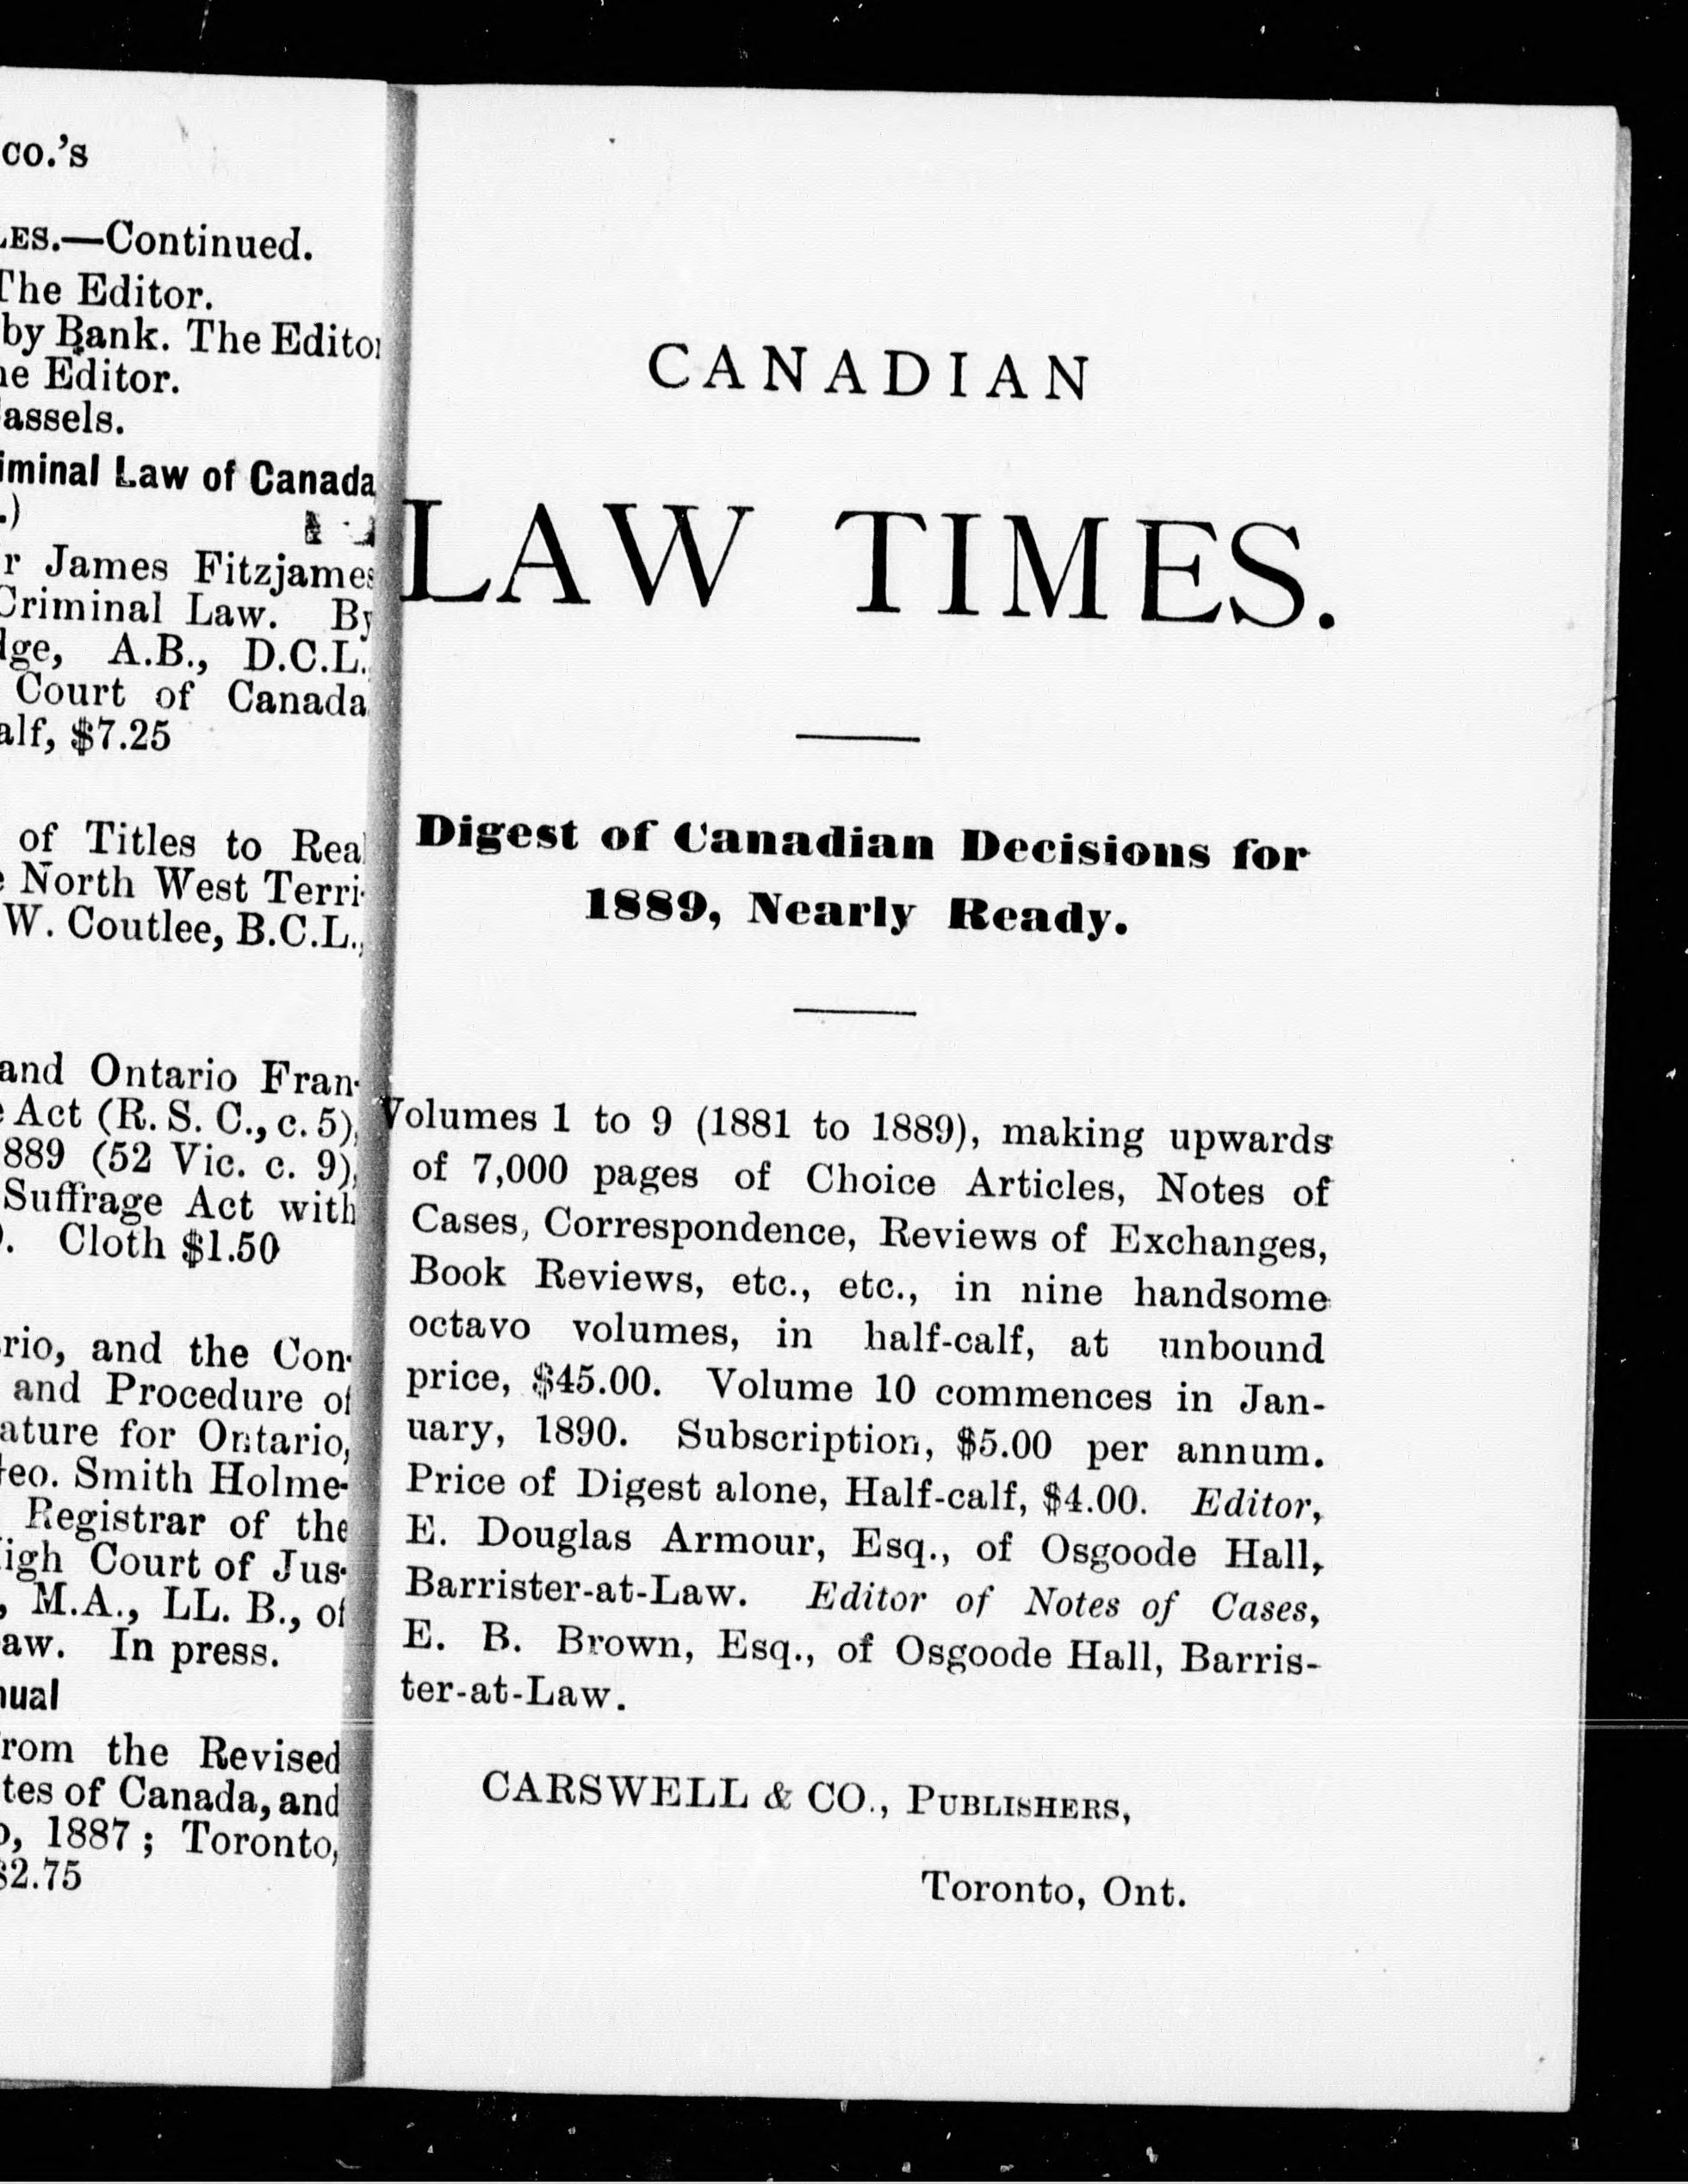 co.'s
LES.—Continued.
The Editor.
by Bank. The Editor
he Editor.
assels.
iminal Law of Canada
.)
r James Fitzjames
Criminal Law. By
dge, A.B., D.C.L.
Court of Canada
alf, $7.25
of Titles to Real
North West Terri-
W. Coutlee, B.C.L.,
and Ontario Fran-
Act (R. S. C., c. 5),
889 (52 Vic. c. 9),
Suffrage Act with
. Cloth $1.50
rio, and the Con-
and Procedure of
ature for Ontario,
eo. Smith Holme-
Registrar of the
igh Court of Jus-
, M.A., LL. B., of
aw. In press.
nual
rom the Revised
tes of Canada, and
o, 1887; Toronto,
$2.75
CANADIAN
LAW TIMES.
Digest of Canadian Decisions for
1889, Nearly Ready.
Volumes 1 to 9 (1881 to 1889), making upwards
of 7,000 pages of Choice Articles, Notes of
Cases, Correspondence, Reviews of Exchanges,
Book Reviews, etc., etc., in nine handsome
octavo volumes, in half-calf, at unbound
price, $45.00. Volume 10 commences in Jan-
uary, 1890. Subscription, $5.00 per annum.
Price of Digest alone, Half-calf, $4.00. Editor,
E. Douglas Armour, Esq., of Osgoode Hall,
Barrister-at-Law. Editor of Notes of Cases,
E. B. Brown, Esq., of Osgoode Hall, Barris-
ter-at-Law.
CARSWELL & CO., PUBLISHERS,
Toronto, Ont.